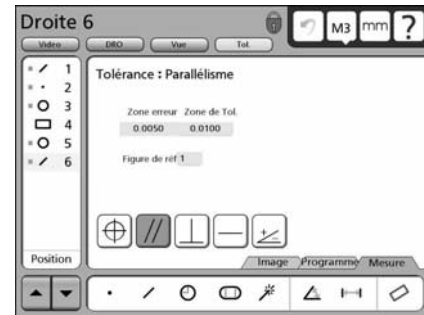 Droite 6
M3 mm ?
Video DRO Vue Tol.
1
2
3
4
5
6
Tolérance : Parallélisme
Zone erreur Zone de Tol.
0.0050 0.0100
Figure de réf 1
Position
Image Programme Mesure